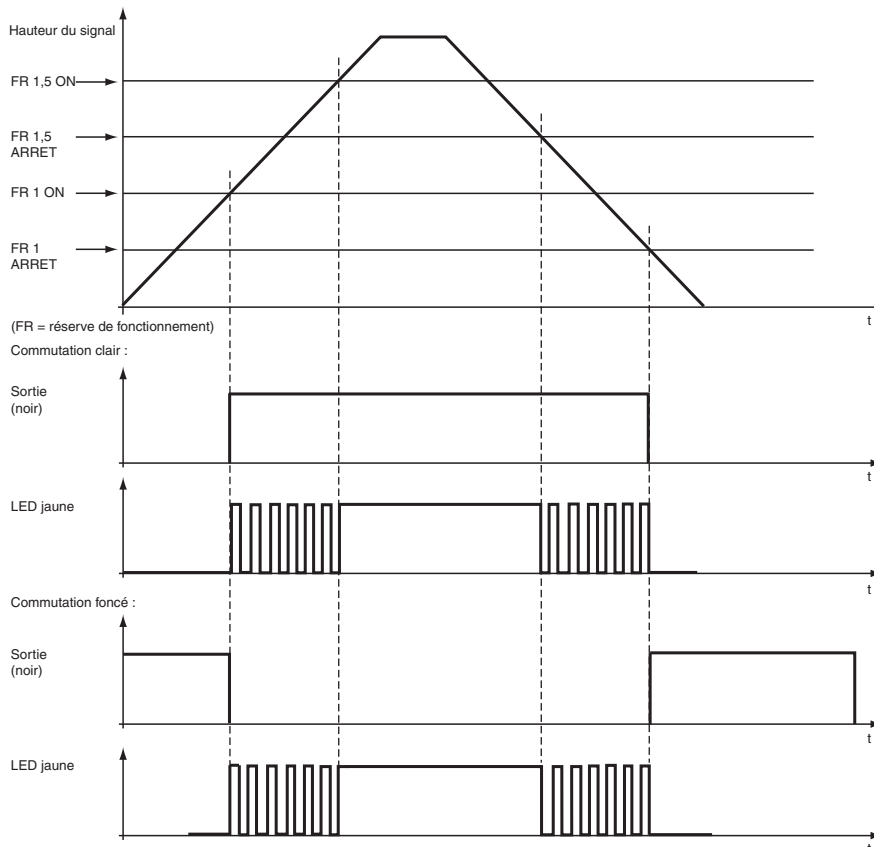 Hauteur du signal
FR 1,5 ON
FR 1,5
ARRET
FR 1 ON
FR 1
ARRET
t
(FR = réserve de fonctionnement)
Commutation clair :
Sortie
(noir)
t
LED jaune
t
Commutation foncé :
Sortie
(noir)
t
LED jaune
t